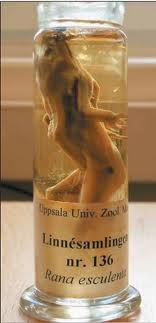 Uppsala Univ. Zool
Linnésamlingen
nr. 136
Rana esculenta